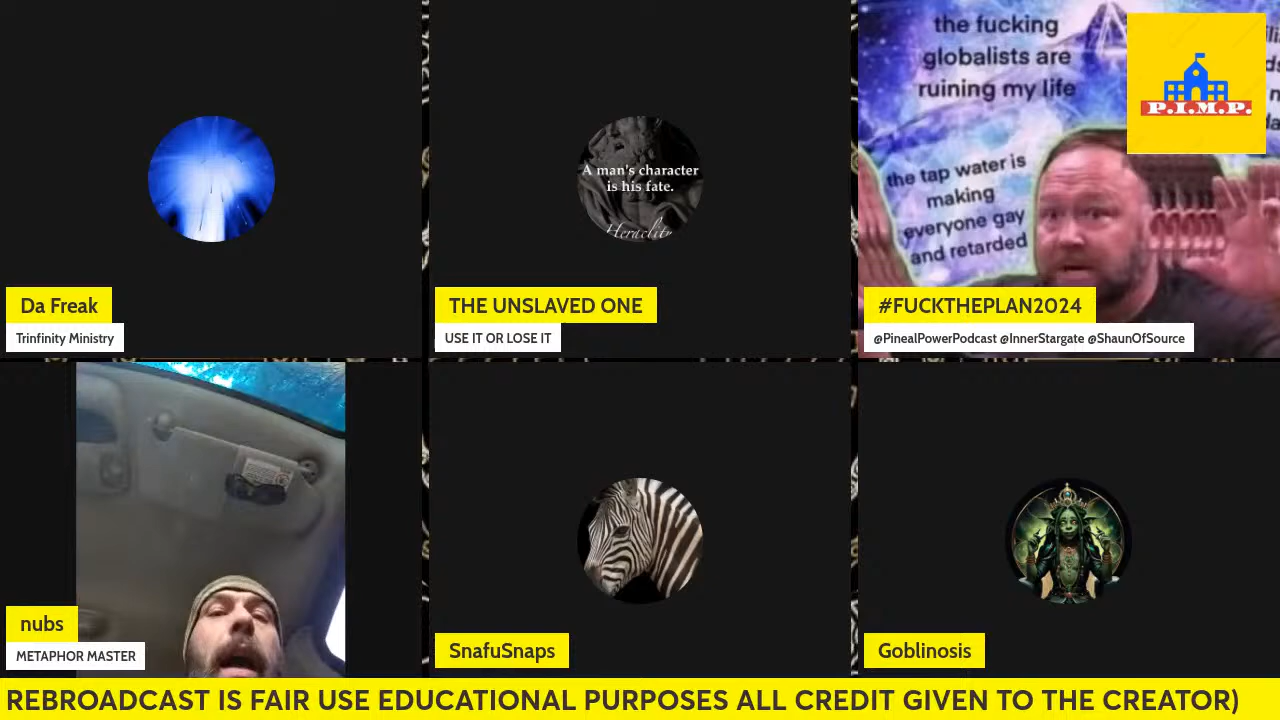 A man's character
is his fate.
Da Freak
Trinfinity Ministry
THE UNSLAVED ONE
USE IT OR LOSE IT
the fucking
globalists are
ruining my life
the tap water is
making
everyone gay
and retarded
P.I.M.P.
#FUCKTHEPLAN2024
@PinealPowerPodcast @InnerStargate @ShaunOfSource
nubs
METAPHOR MASTER
SnafuSnaps
Goblinosis
REBROADCAST IS FAIR USE EDUCATIONAL PURPOSES ALL CREDIT GIVEN TO THE CREATOR)